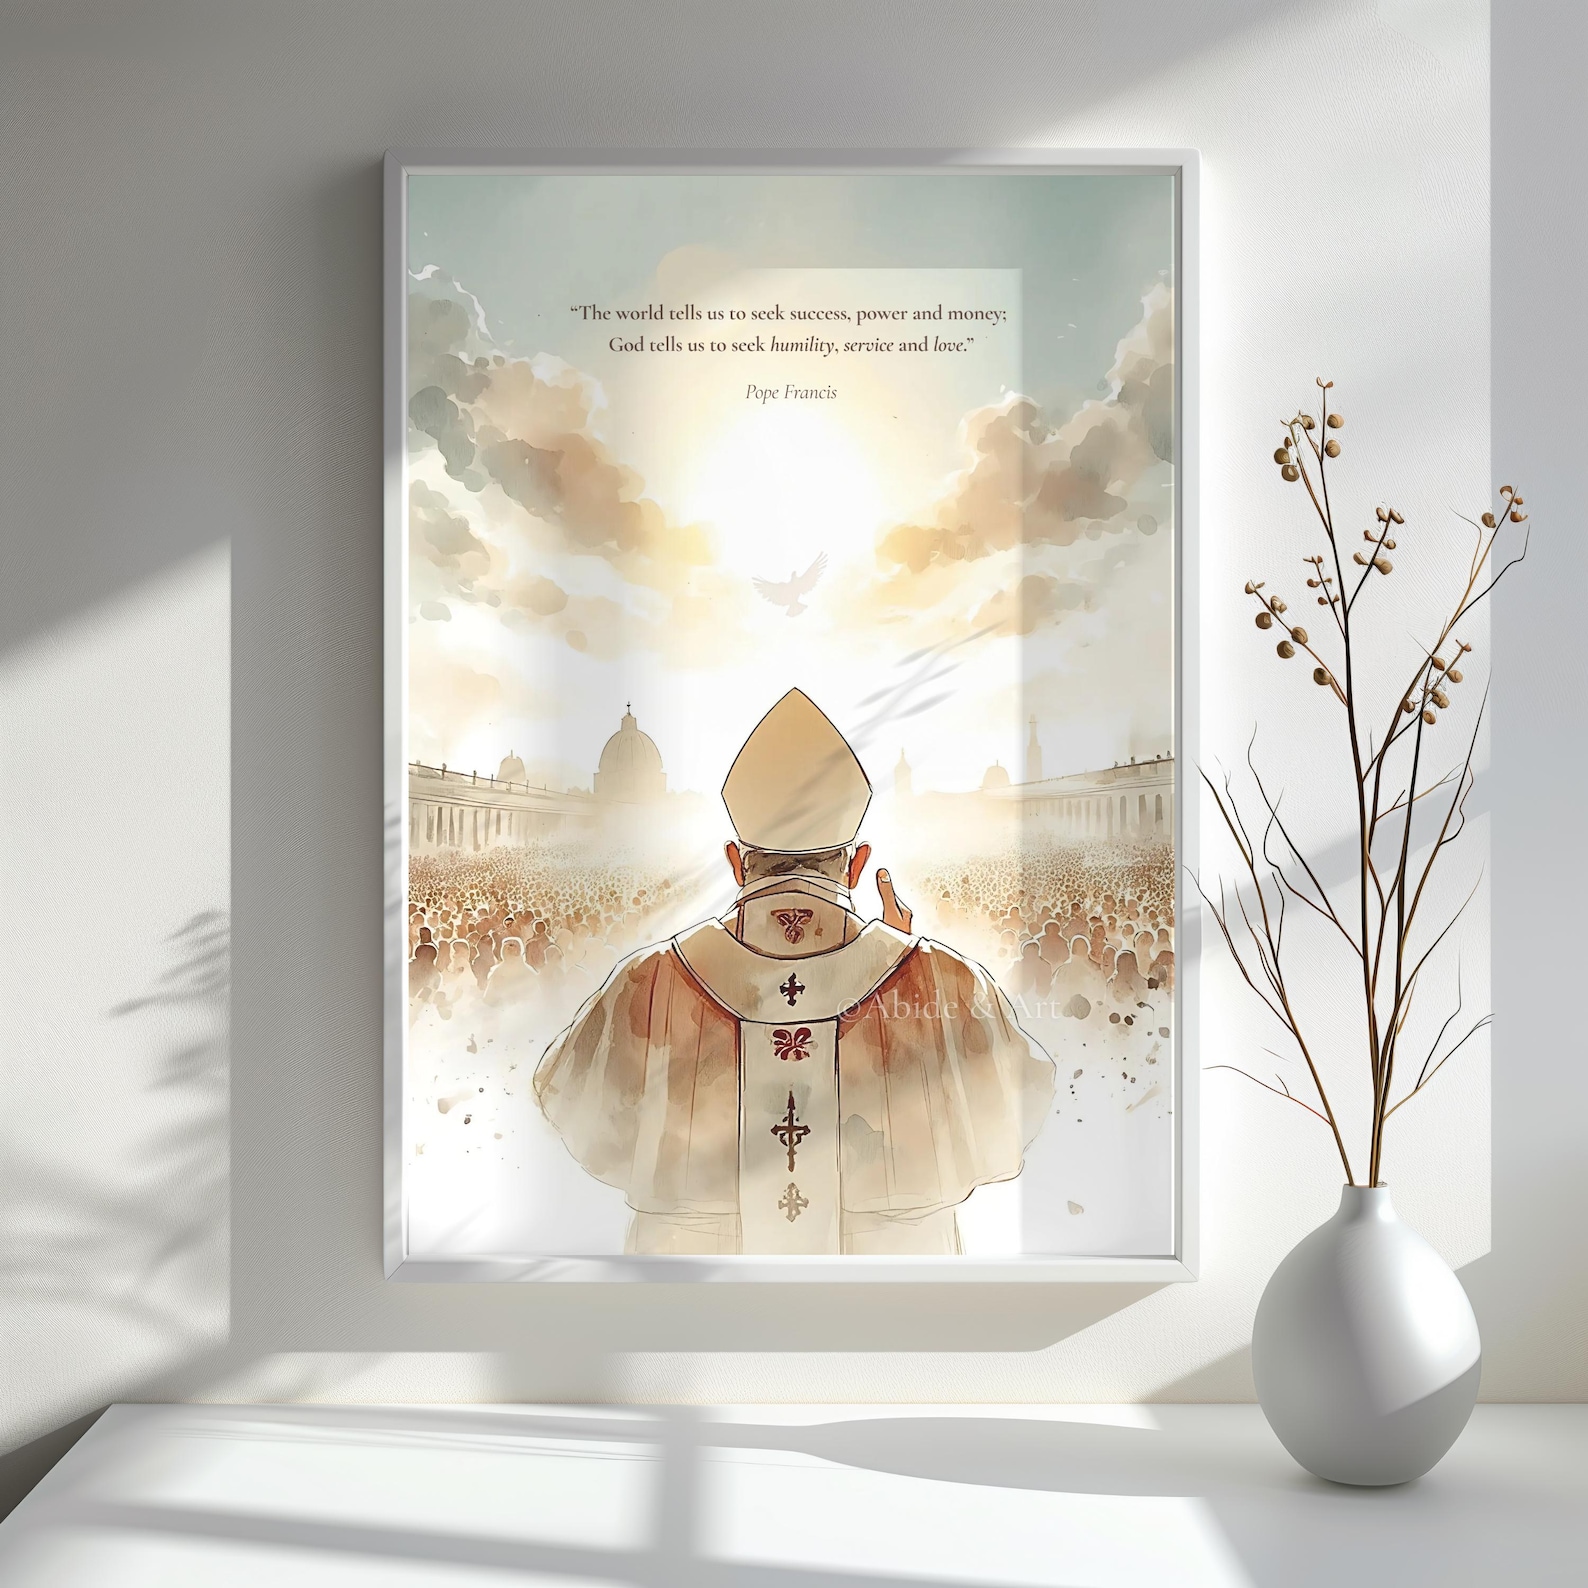 “The world tells us to seek success, power and money;
God tells us to seek humility, service and love.”
Pope Francis
©Abide & Art